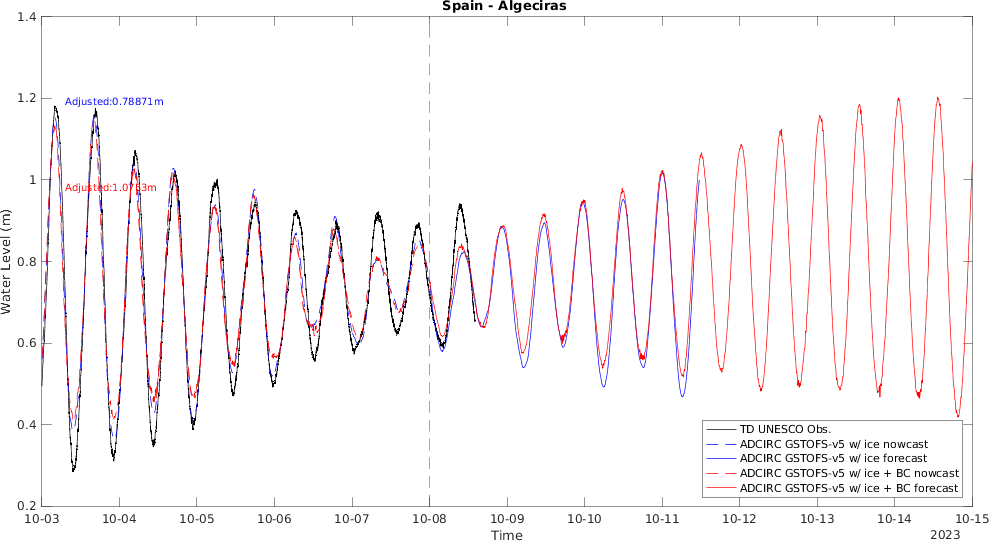 Spain - Algeciras
1.4
1.2
1
0.8
0.6
0.4
0.2
Water Level (m)
Adjusted:0.78871m
10-03
10-04
10-05
10-06
10-07
10-08
10-09
10-10
10-11
10-12
10-13
10-14
10-15
Time
2023
TD UNESCO Obs.
ADCIRC GSTOFS-v5 w/ ice nowcast
ADCIRC GSTOFS-v5 w/ ice forecast
ADCIRC GSTOFS-v5 w/ ice + BC nowcast
ADCIRC GSTOFS-v5 w/ ice + BC forecast